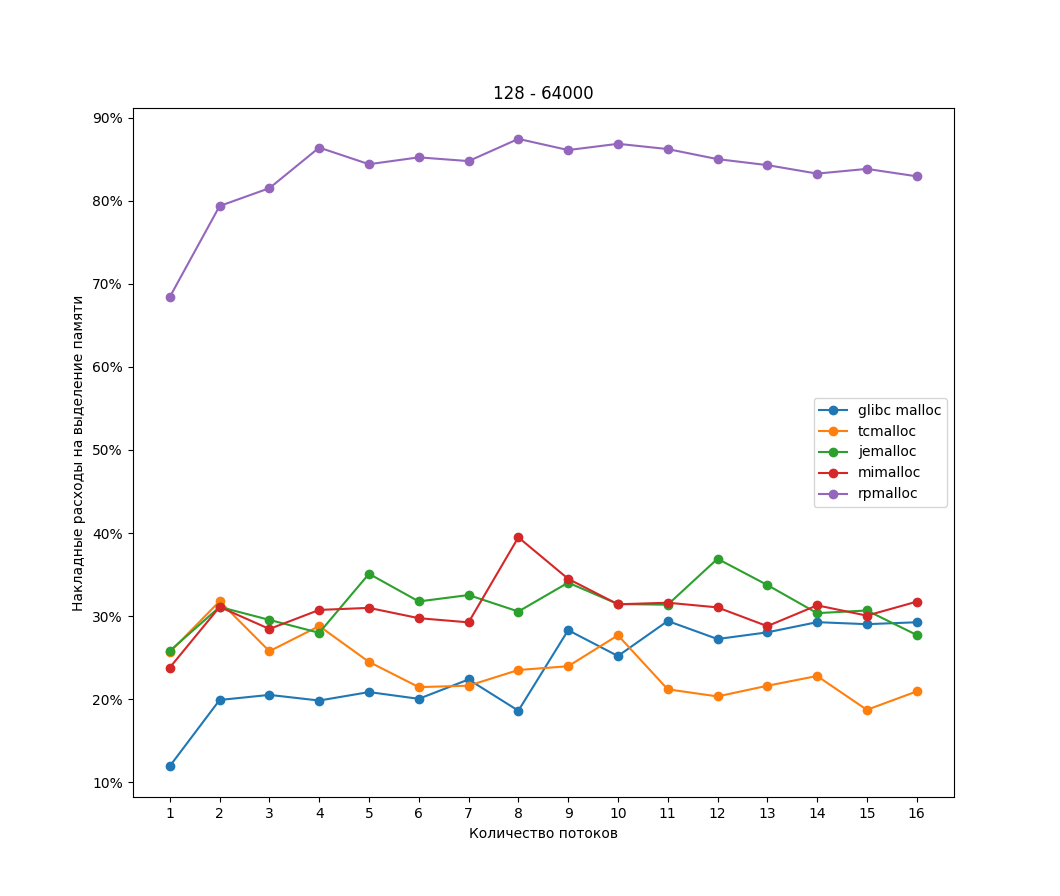 128 - 64000
Накладные расходы на выделение памяти
90%
80%
70%
60%
50%
40%
30%
20%
10%
glibc malloc
tcmalloc
jemalloc
mimalloc
rpmalloc
1 2 3 4 5 6 7 8 9 10 11 12 13 14 15 16
Количество потоков